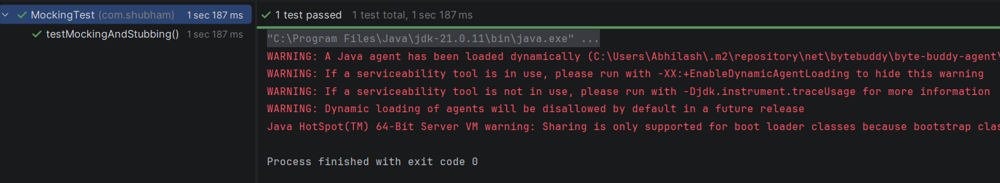 MockingTest (com.shubham) 1 sec 187 ms
testMockingAndStubbing() 1 sec 187 ms
1 test passed 1 test total, 1 sec 187 ms
"C:\Program Files\Java\jdk-21.0.11\bin\java.exe" ...
WARNING: A Java agent has been loaded dynamically (C:\Users\Abhilash\.m2\repository\net\bytebuddy\byte-buddy-agent\
WARNING: If a serviceability tool is in use, please run with -XX:+EnableDynamicAgentLoading to hide this warning
WARNING: If a serviceability tool is not in use, please run with -Djdk.instrument.traceUsage for more information
WARNING: Dynamic loading of agents will be disallowed by default in a future release
Java HotSpot(TM) 64-Bit Server VM warning: Sharing is only supported for boot loader classes because bootstrap clas
Process finished with exit code 0